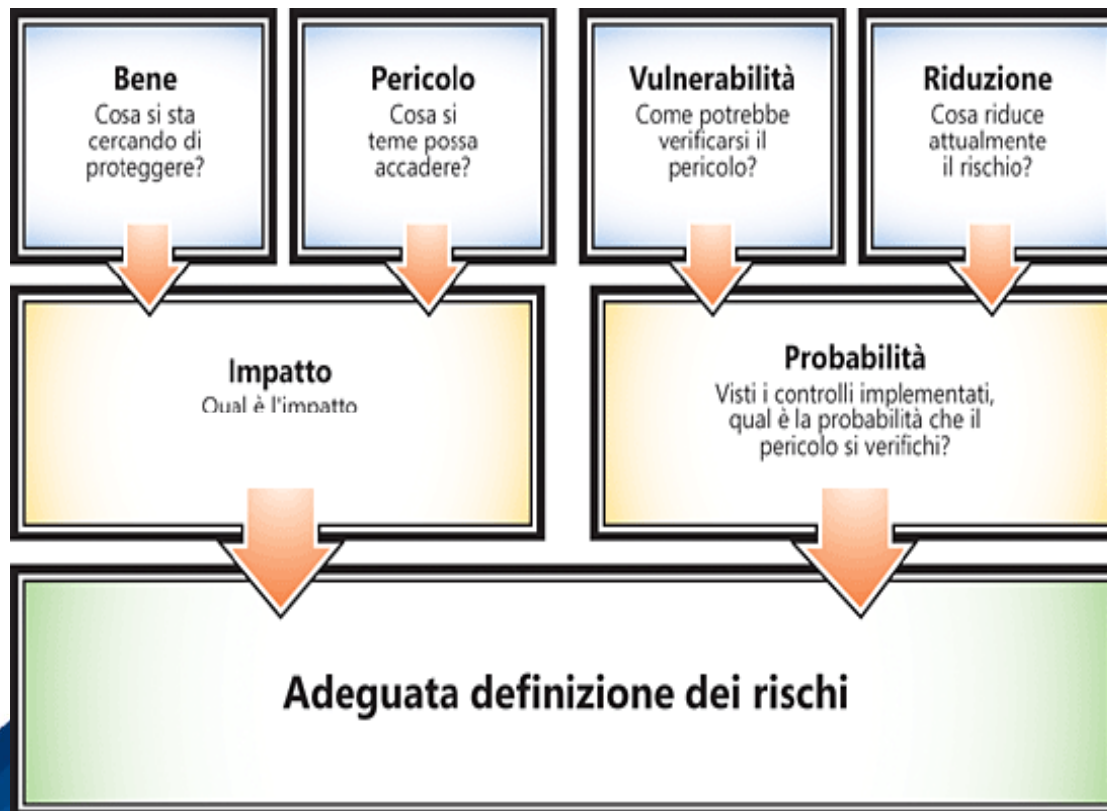 Bene
Cosa si sta
cercando di
proteggere?
Pericolo
Cosa si
teme possa
accadere?
Vulnerabilità
Come potrebbe
verificarsi il
pericolo?
Riduzione
Cosa riduce
attualmente
il rischio?
Impatto
Qual è l'impatto
Probabilità
Visti i controlli implementati,
qual è la probabilità che il
pericolo si verifichi?
Adeguata definizione dei rischi